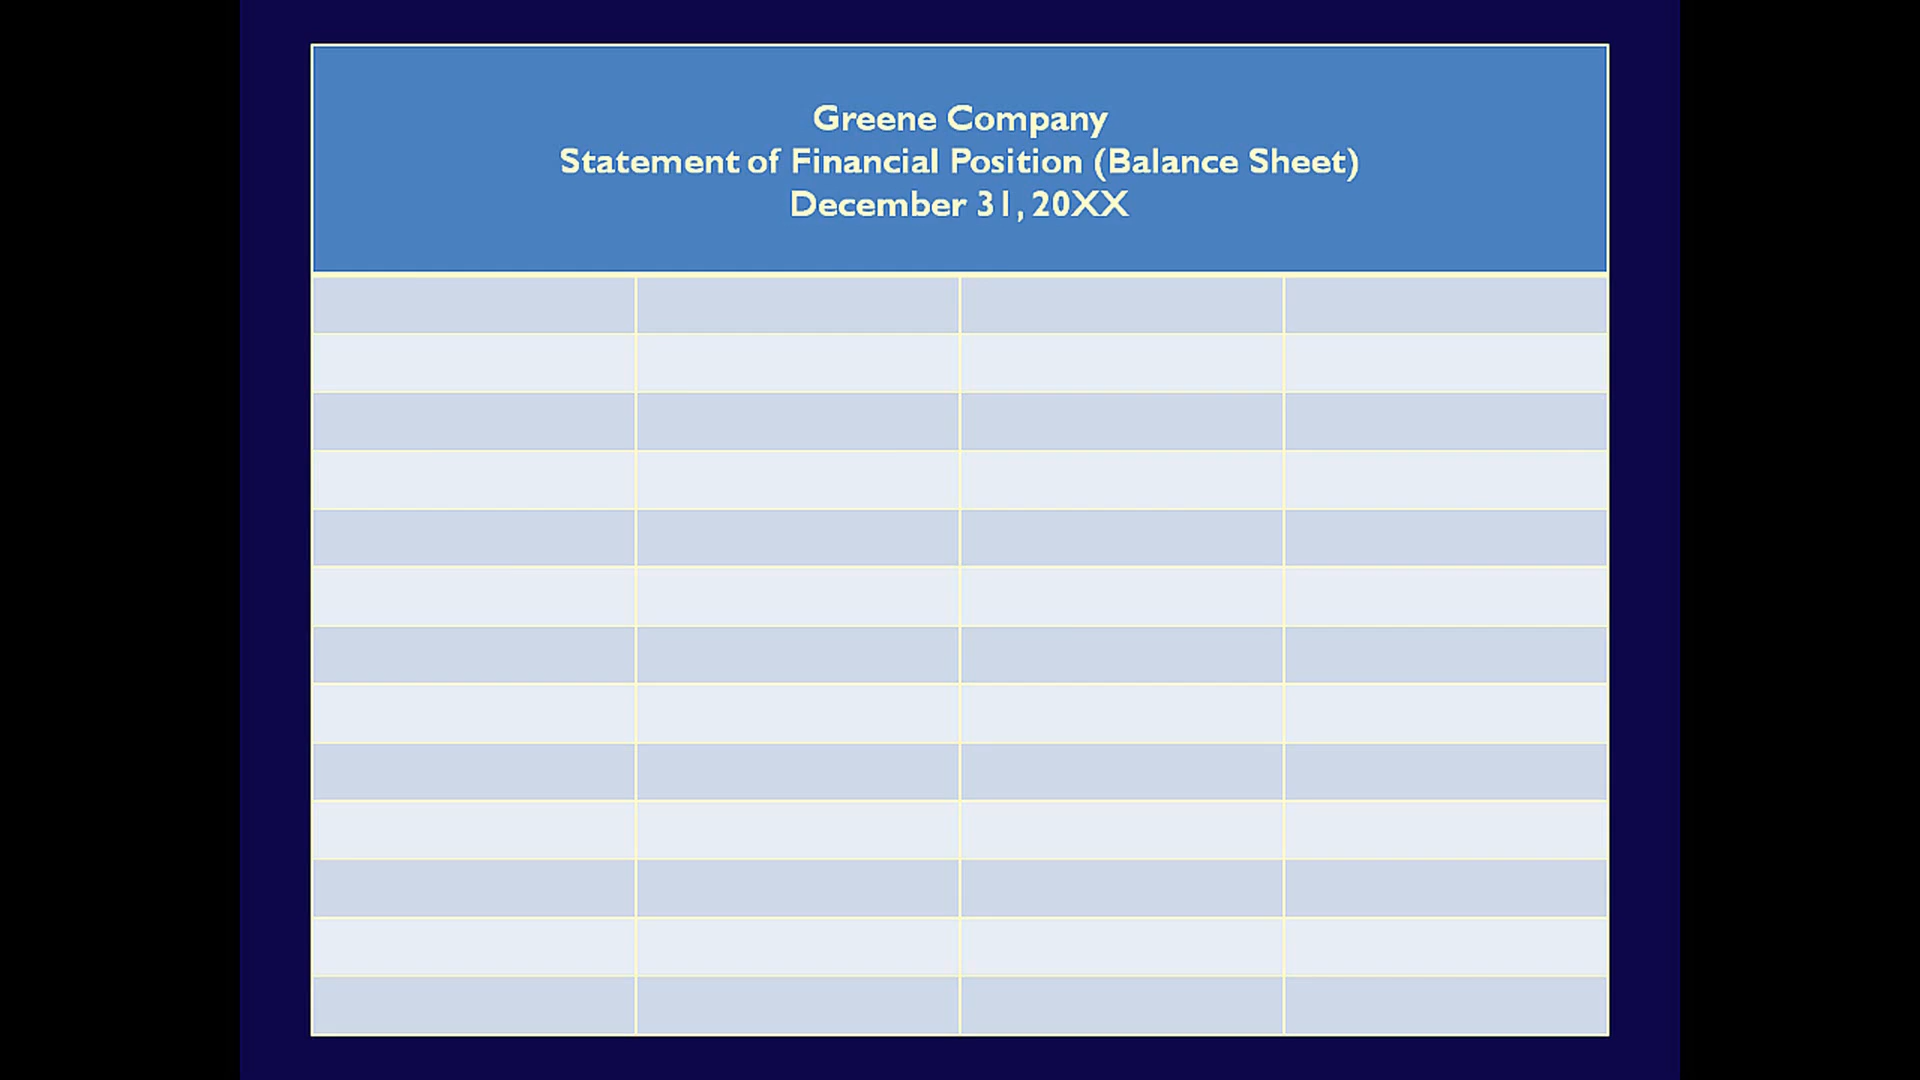 Greene Company
Statement of Financial Position (Balance Sheet)
December 31, 20XX